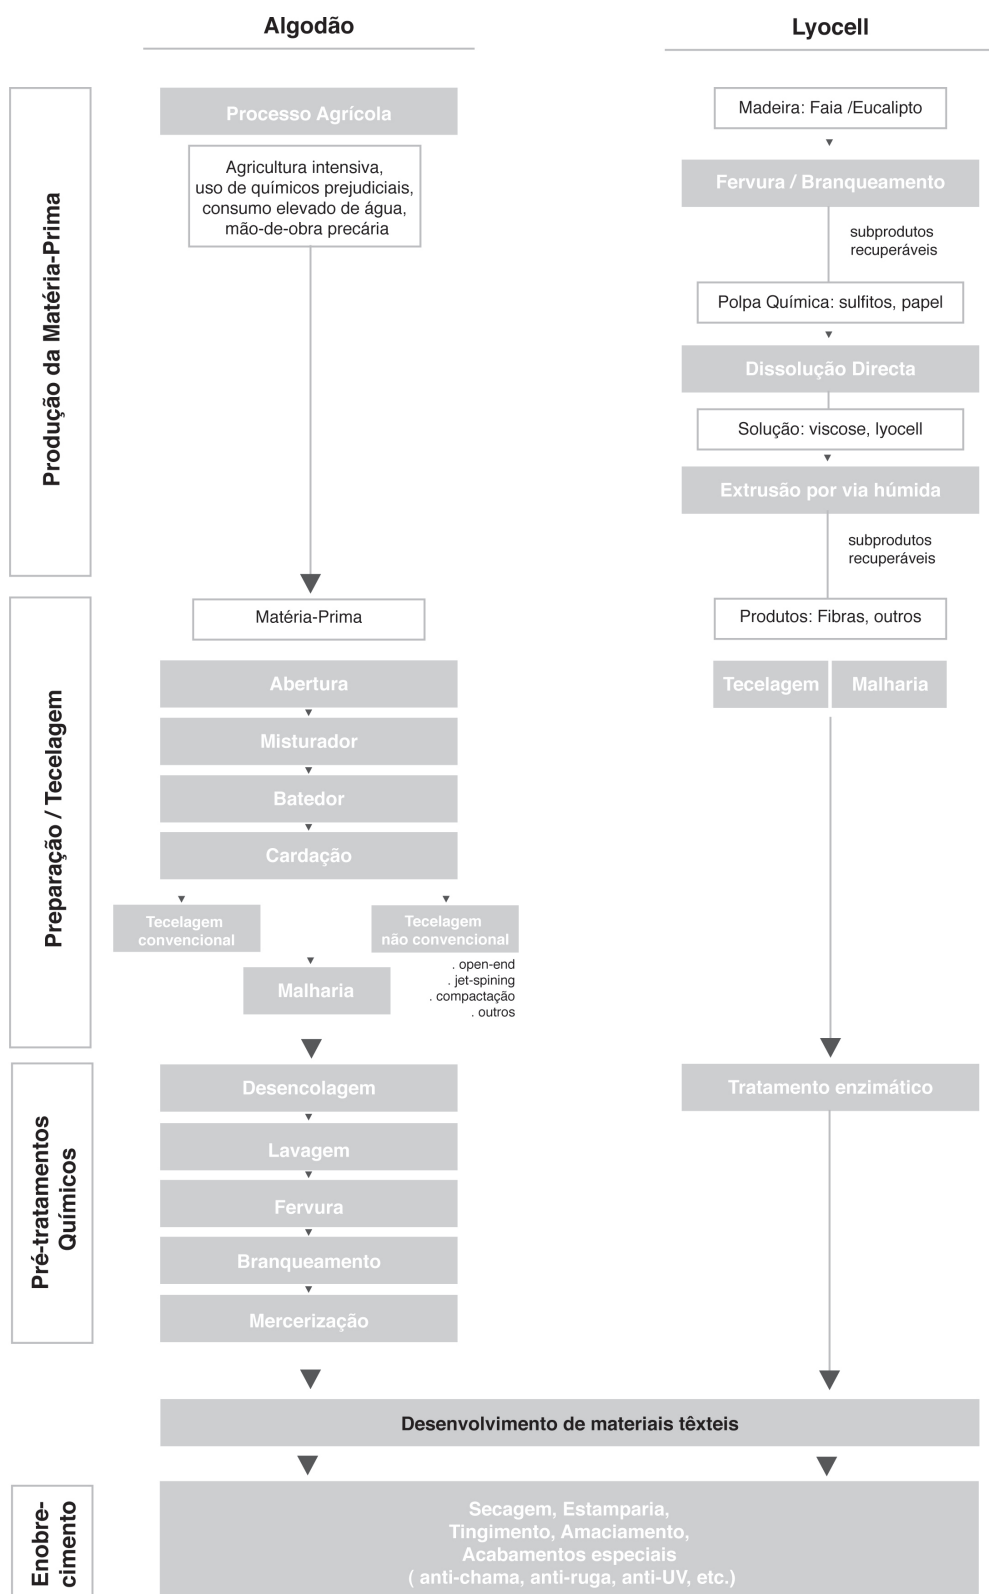 Algodão
Lyocell
Produção da Matéria-Prima
Processo Agrícola
Agricultura intensiva,
uso de químicos prejudiciais,
consumo elevado de água,
mão-de-obra precária
Madeira: Faia /Eucalipto
Fervura / Branqueamento
subprodutos
recuperáveis
Polpa Química: sulfitos, papel
Dissolução Directa
Solução: viscose, lyocell
Extrusão por via húmida
subprodutos
recuperáveis
Preparação / Tecelagem
Matéria-Prima
Abertura
Misturador
Batedor
Cardação
Tecelagem
convencional
Tecelagem
não convencional
. open-end
. jet-spining
. compactação
. outros
Malharia
Produtos: Fibras, outros
Tecelagem
Malharia
Pré-tratamentos
Químicos
Desencolagem
Lavagem
Fervura
Branqueamento
Mercerização
Tratamento enzimático
Desenvolvimento de materiais têxteis
Enobre-
cimento
Secagem, Estamparia,
Tingimento, Amaciamento,
Acabamentos especiais
( anti-chama, anti-ruga, anti-UV, etc.)